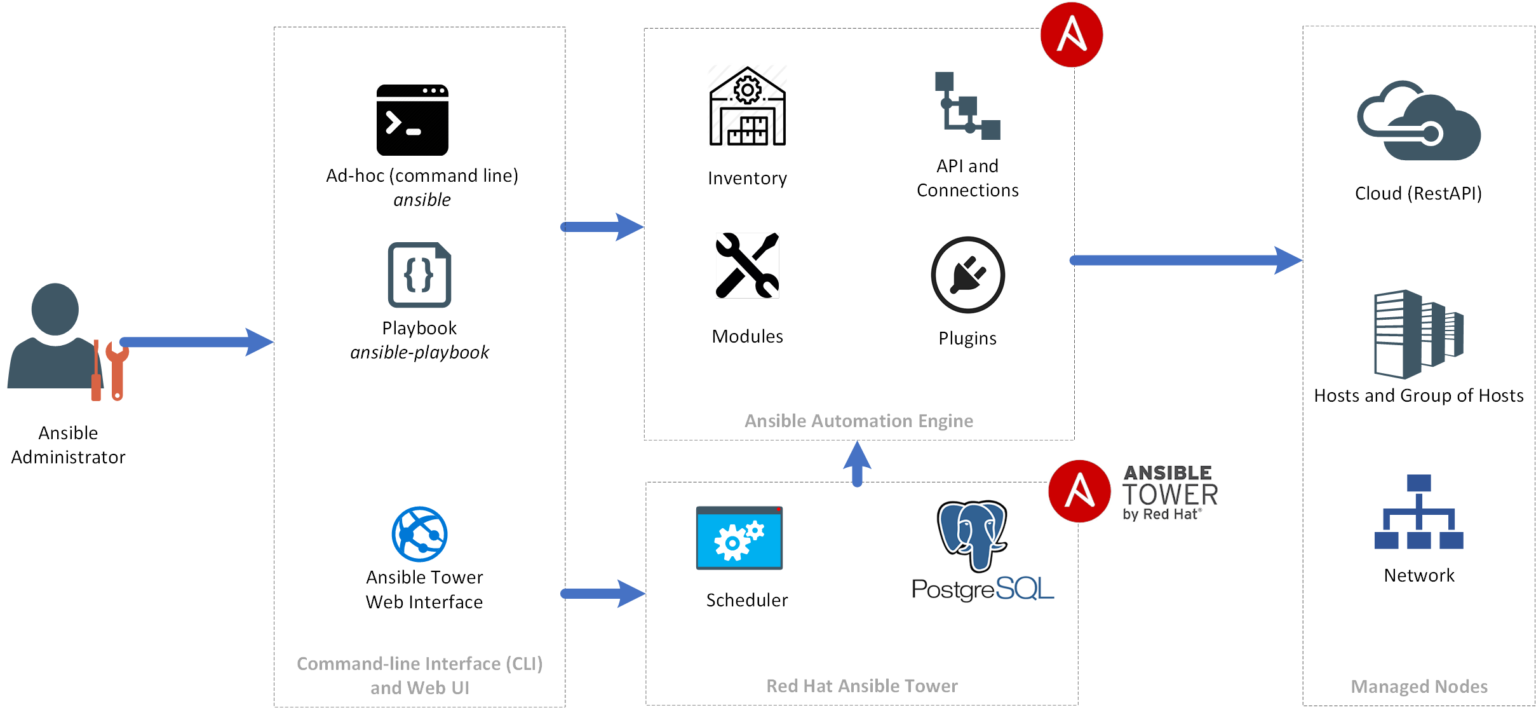 Ansible
Administrator
Ad-hoc (command line)
ansible
Playbook
ansible-playbook
Ansible Tower
Web Interface
Command-line Interface (CLI)
and Web UI
Inventory
API and
Connections
Modules
Plugins
Ansible Automation Engine
ANSIBLE
TOWER
by Red Hat®
Scheduler
PostgreSQL
Red Hat Ansible Tower
Cloud (RestAPI)
Hosts and Group of Hosts
Network
Managed Nodes